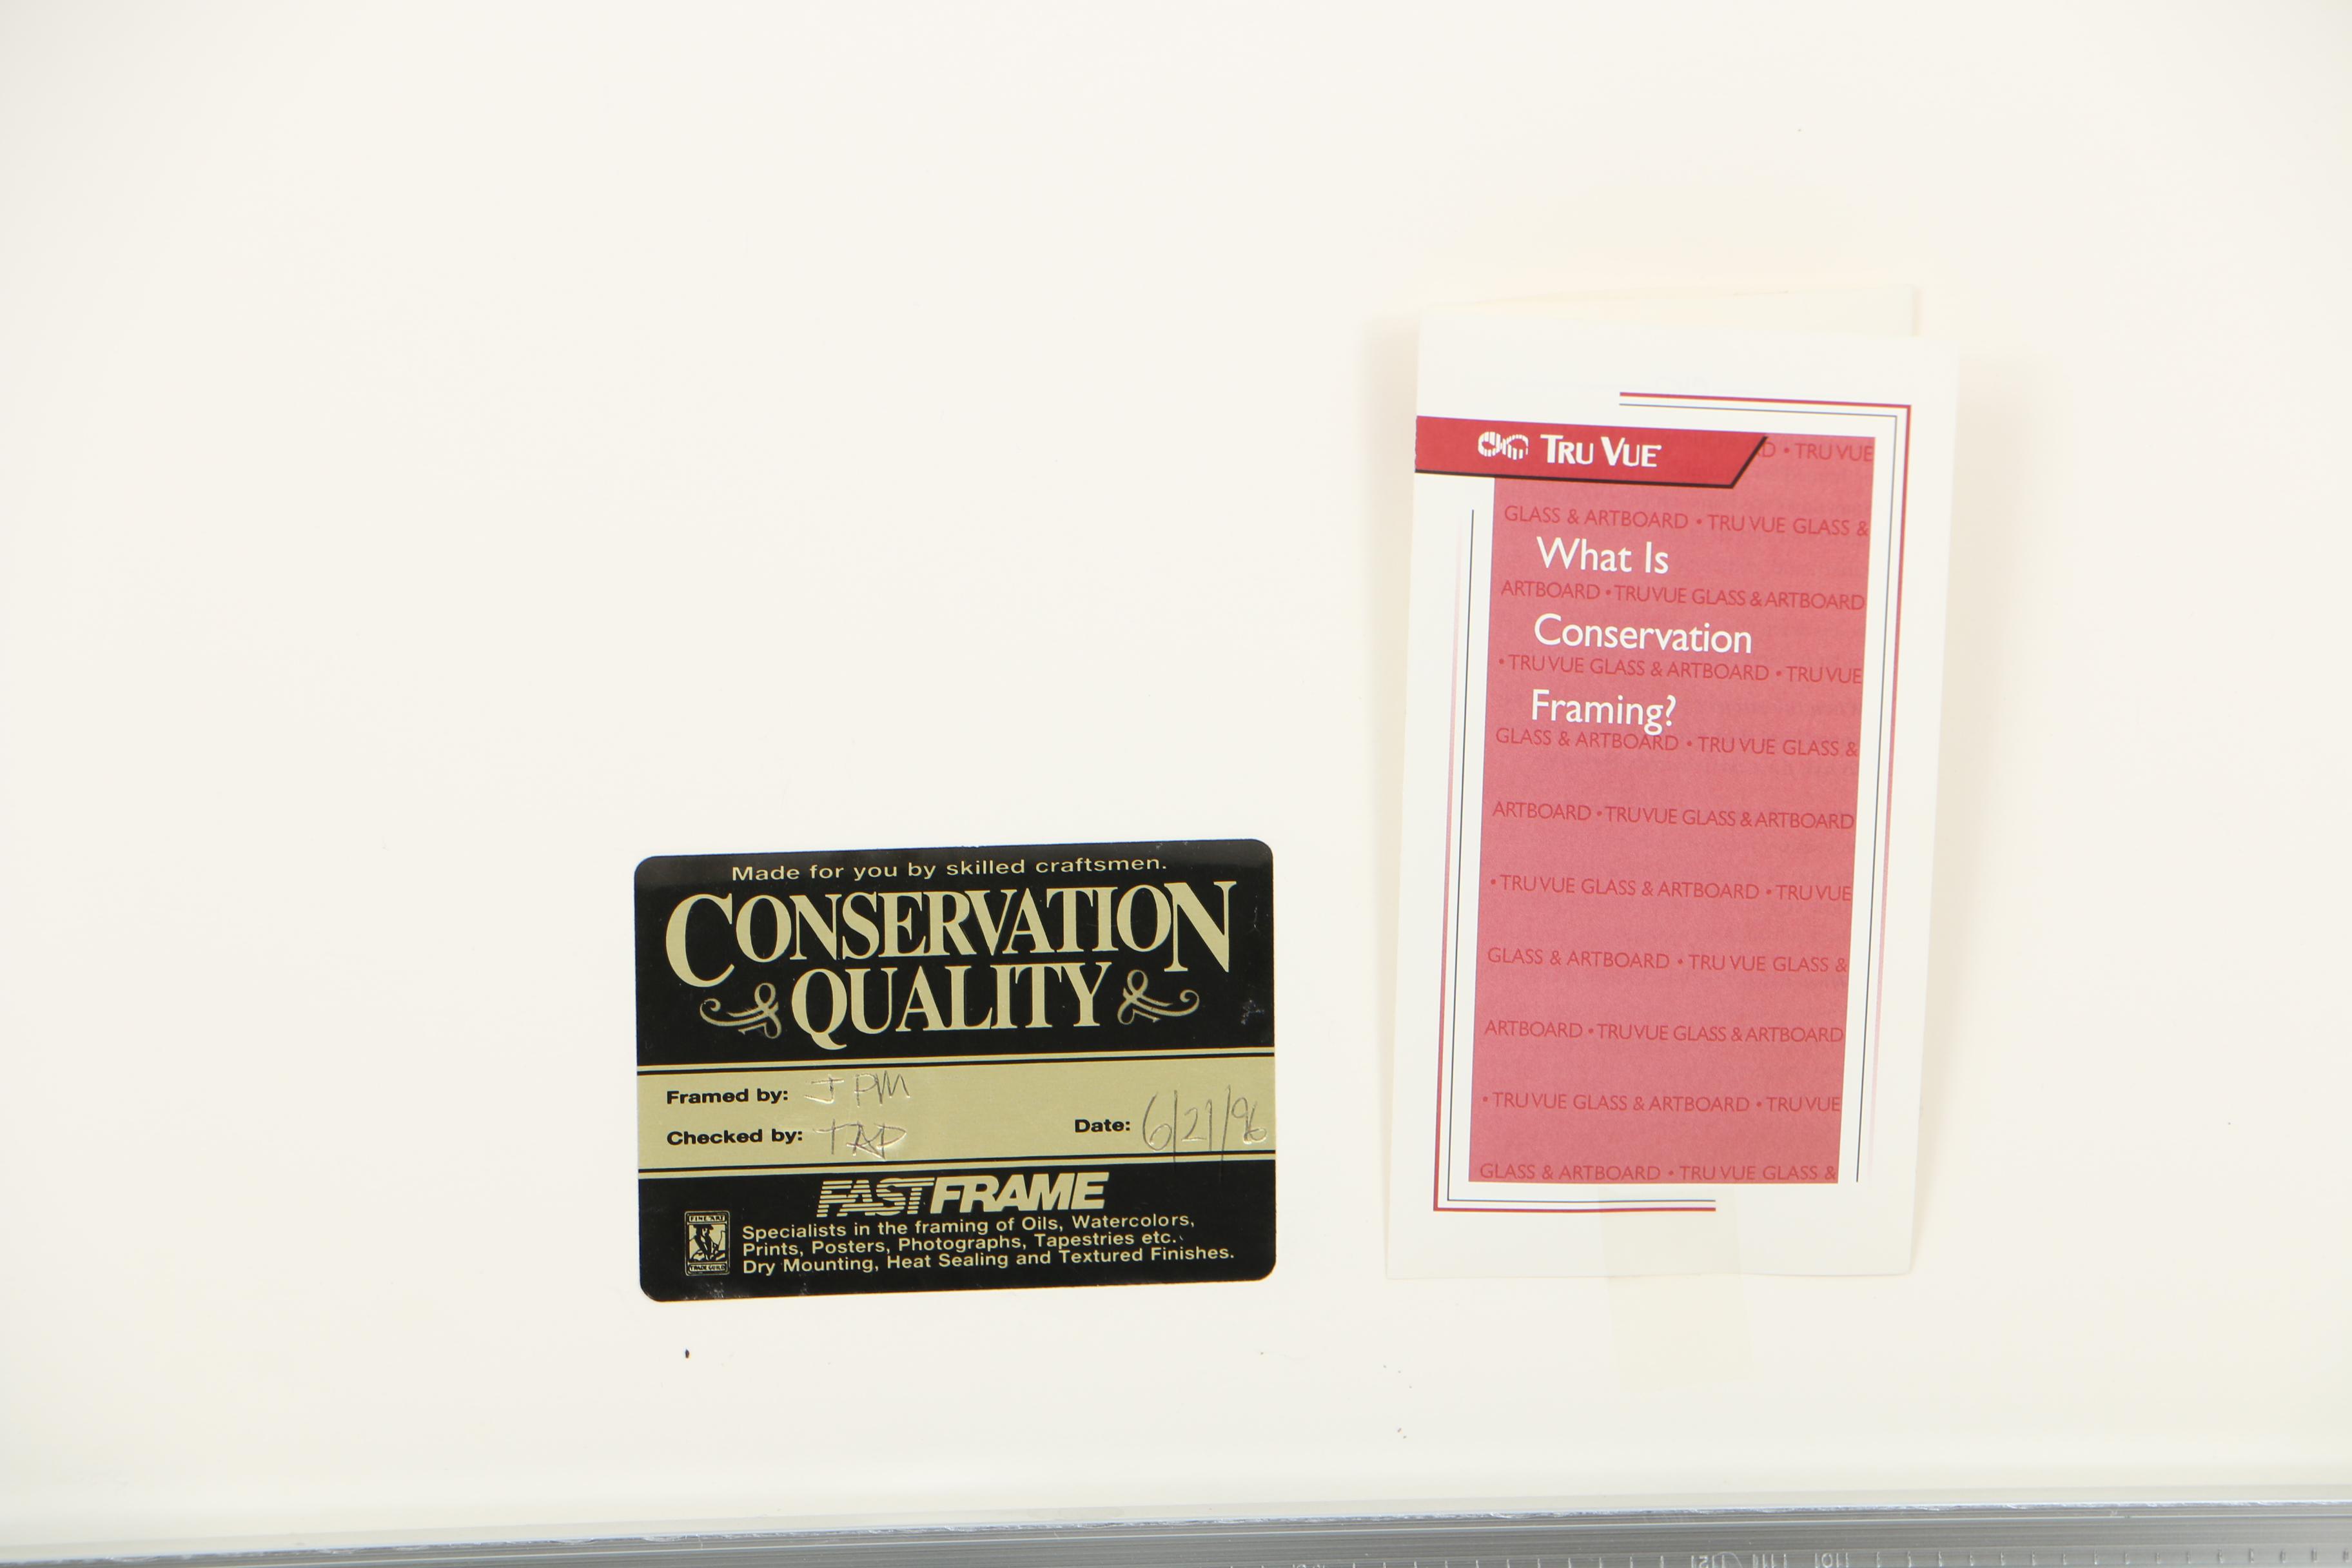 Made for you by skilled craftsmen.
CONSERVATION
QUALITY
Framed by: JPM
Checked by: TAP
Date: 6/21/96
FASTFRAME
FINE ART
TRADE GUILD
Specialists in the framing of Oils, Watercolors,
Prints, Posters, Photographs, Tapestries etc.
Dry Mounting, Heat Sealing and Textured Finishes.
TRU VUE
D • TRU VUE
GLASS & ARTBOARD • TRU VUE GLASS &
What Is
ARTBOARD • TRU VUE GLASS & ARTBOARD
Conservation
• TRU VUE GLASS & ARTBOARD • TRU VUE
Framing?
GLASS & ARTBOARD • TRU VUE GLASS &
ARTBOARD • TRU VUE GLASS & ARTBOARD
• TRU VUE GLASS & ARTBOARD • TRU VUE
GLASS & ARTBOARD • TRU VUE GLASS &
ARTBOARD • TRU VUE GLASS & ARTBOARD
• TRU VUE GLASS & ARTBOARD • TRU VUE
GLASS & ARTBOARD • TRU VUE GLASS &